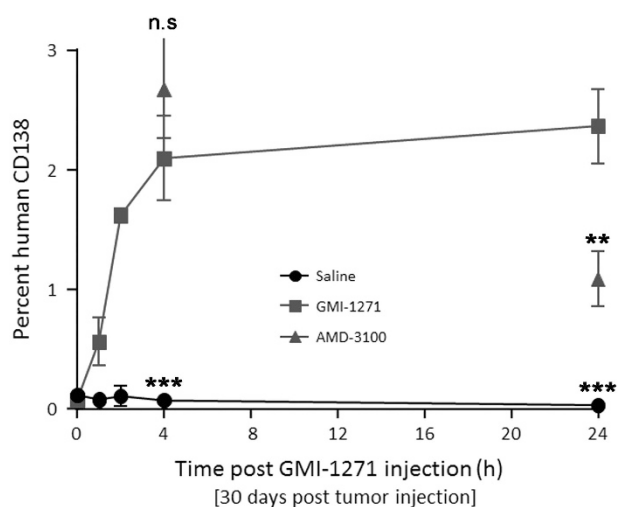 n.s
3
2
1
0
Percent human CD138
**
Saline
GMI-1271
AMD-3100
***
***
0
4
8
12
16
20
24
Time post GMI-1271 injection (h)
[30 days post tumor injection]